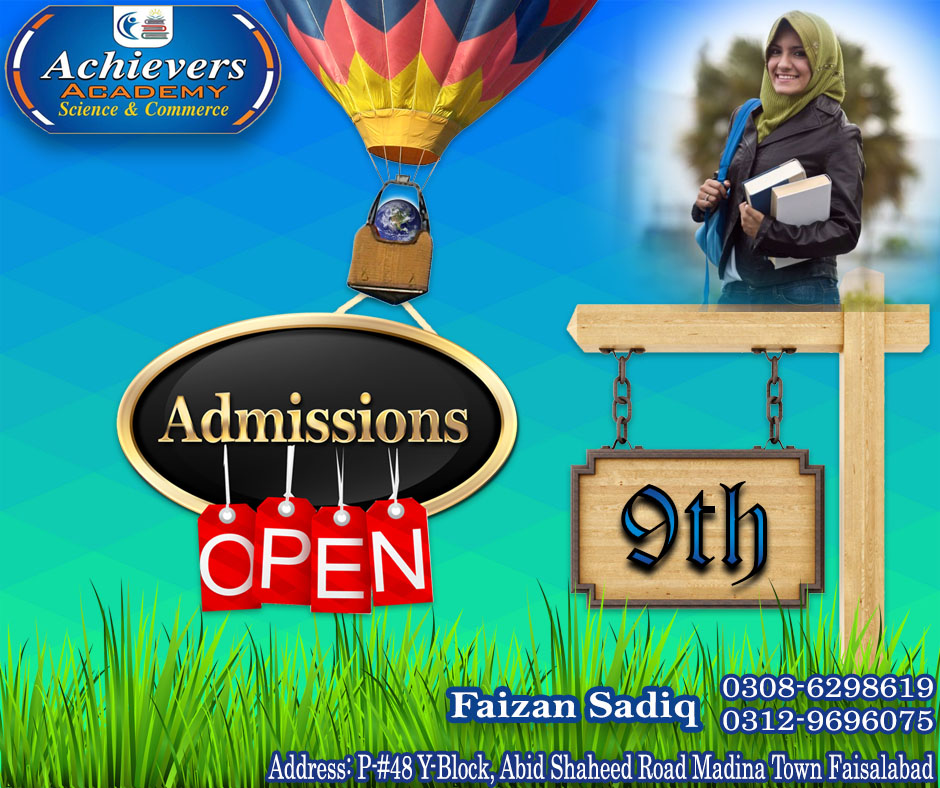 Achievers
ACADEMY
Science & Commerce
Admissions
OPEN
9th
Faizan Sadiq
0308-6298619
0312-9696075
Address: P-#48 Y-Block, Abid Shaheed Road Madina Town Faisalabad